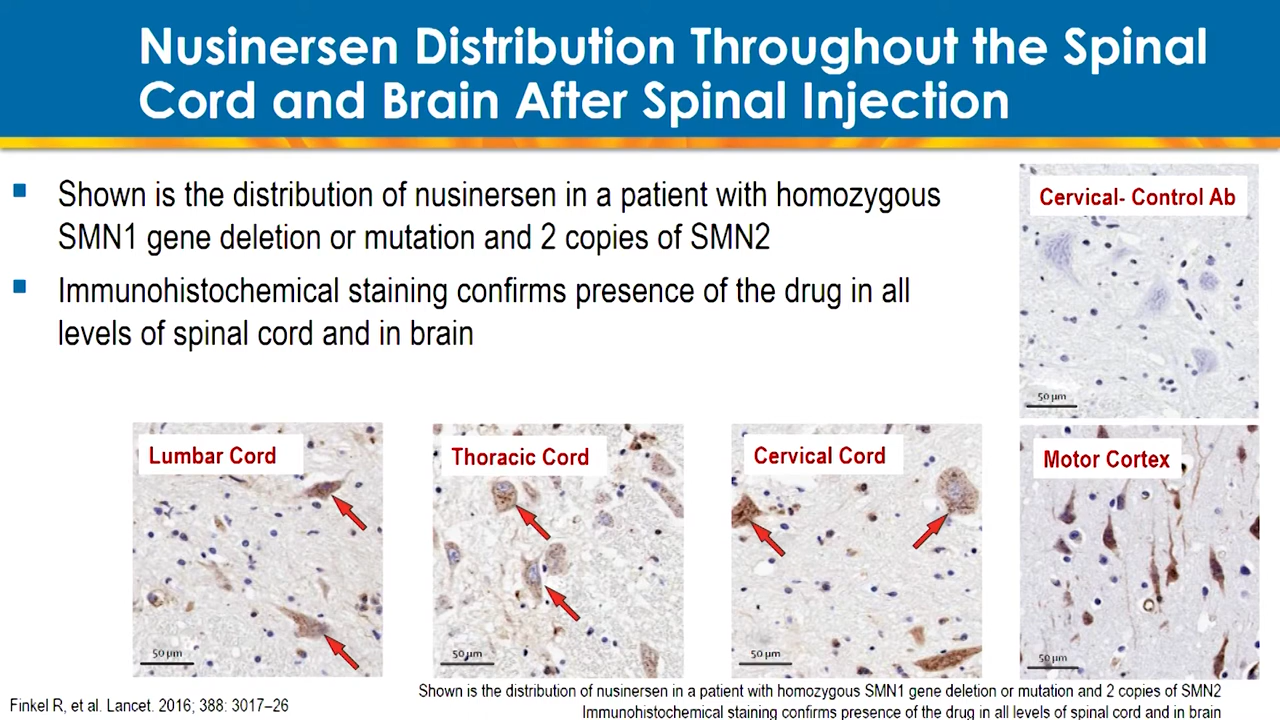 Nusinersen Distribution Throughout the Spinal
Cord and Brain After Spinal Injection
▪ Shown is the distribution of nusinersen in a patient with homozygous
SMN1 gene deletion or mutation and 2 copies of SMN2
▪ Immunohistochemical staining confirms presence of the drug in all
levels of spinal cord and in brain
Cervical- Control Ab
50 µm
Lumbar Cord
50 µm
Thoracic Cord
50 µm
Cervical Cord
50 µm
Motor Cortex
50 µm
Finkel R, et al. Lancet. 2016; 388: 3017–26
Shown is the distribution of nusinersen in a patient with homozygous SMN1 gene deletion or mutation and 2 copies of SMN2
Immunohistochemical staining confirms presence of the drug in all levels of spinal cord and in brain